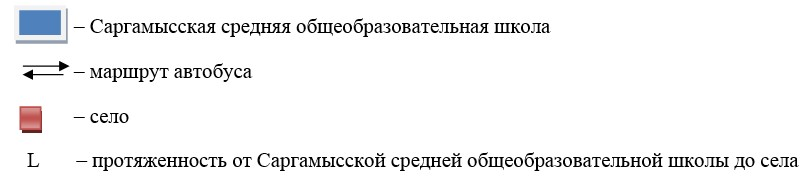 – Саргамысская средняя общеобразовательная школа
– маршрут автобуса
– село
L – протяженность от Саргамысской средней общеобразовательной школы до села